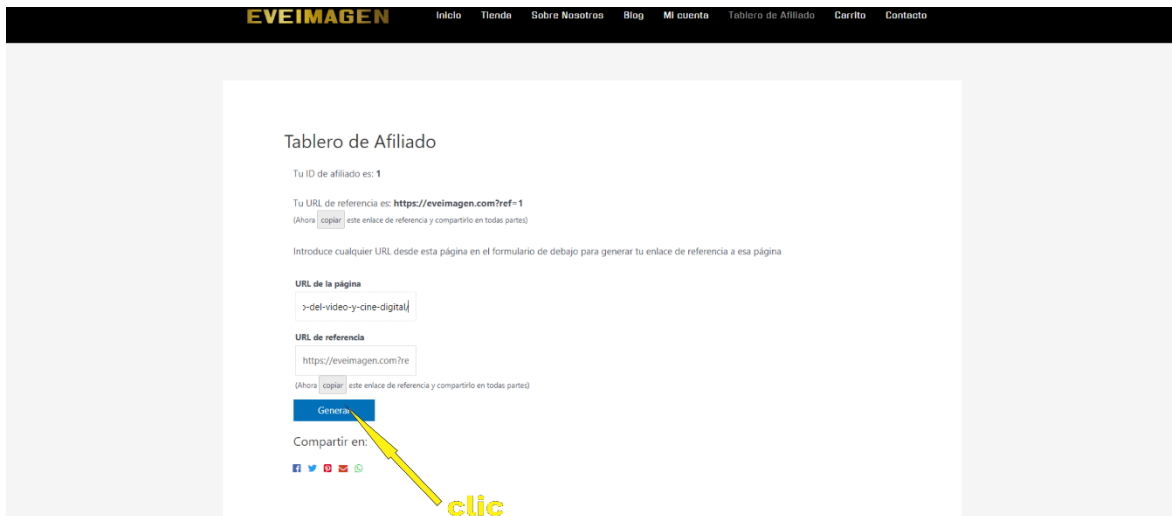 EVEIMAGEN Inicio Tienda Sobre Nosotros Blog Mi cuenta Tablero de Afiliado Carrito Contacto
Tablero de Afiliado
Tu ID de afiliado es: 1
Tu URL de referencia es: https://eveimagen.com?ref=1
(Ahora copiar este enlace de referencia y compartirlo en todas partes)
Introduce cualquier URL desde esta página en el formulario de debajo para generar tu enlace de referencia a esa página
URL de la página
-del-video-y-cine-digital/
URL de referencia
https://eveimagen.com?re
(Ahora copiar este enlace de referencia y compartirlo en todas partes)
Generar
Compartir en:
clic